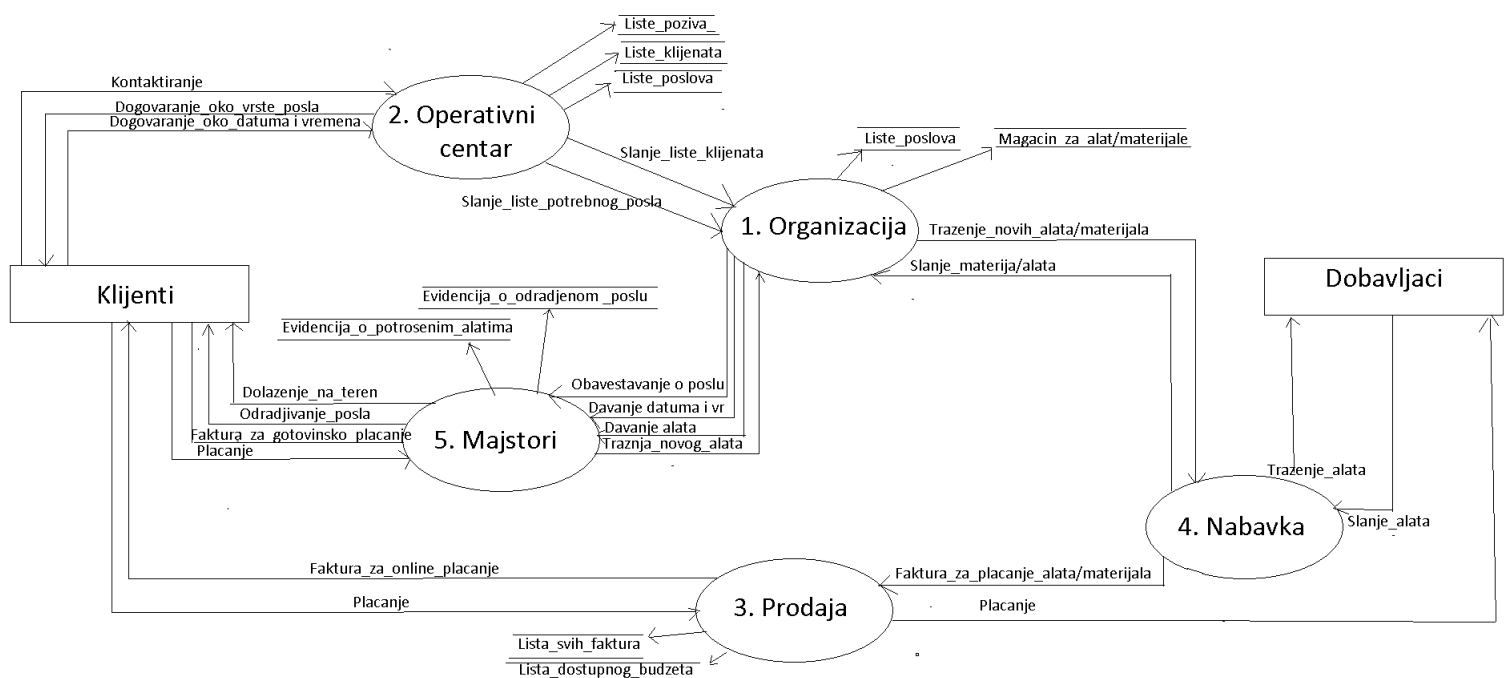 Liste_poziva_
Liste_klijenata
Liste_poslova
Kontaktiranje
Dogovaranje_oko_vrste_posla
Dogovaranje_oko_datuma i vremena
2. Operativni
centar
Slanje_liste_klijenata
Slanje_liste_potrebnog_posla
Liste_poslova
Magacin_za_alat/materijale
1. Organizacija
Trazenje_novih_alata/materijala
Slanje_materija/alata
Klijenti
Dobavljaci
Evidencija_o_odradjenom _poslu
Evidencija_o_potrosenim_alatima
Dolazenje_na_teren
Odradjivanje_posla
Faktura_za_gotovinsko_placanje
Placanje
5. Majstori
Obavestavanje o poslu
Davanje datuma i vr
Davanje alata
Traznja_novog_alata
Trazenje_alata
Slanje_alata
4. Nabavka
Faktura_za_online_placanje
Placanje
3. Prodaja
Faktura_za_placanje_alata/materijala
Placanje
Lista_svih_faktura
Lista_dostupnog_budzeta